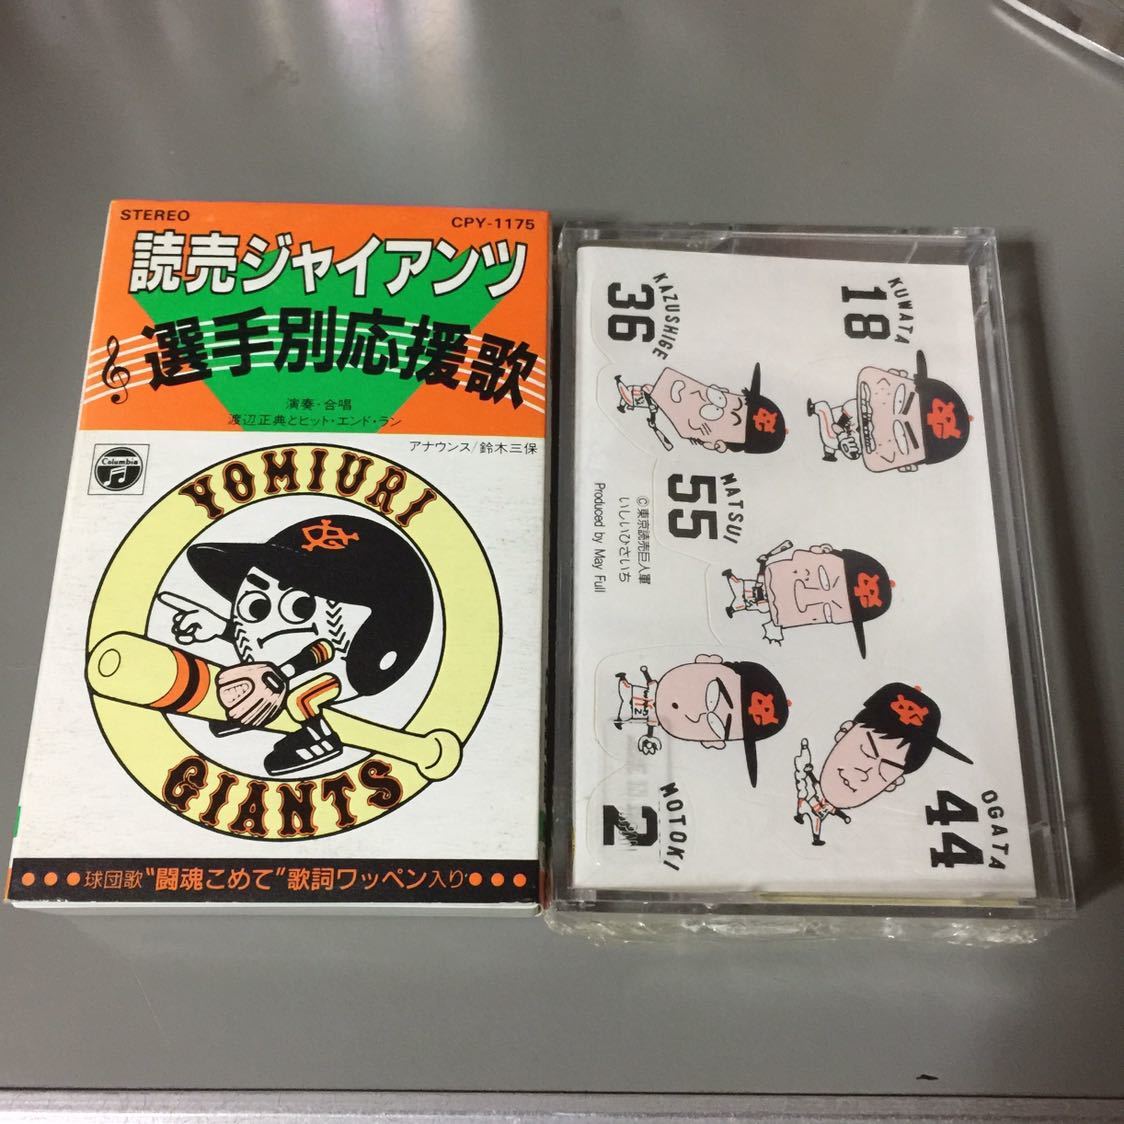 STEREO
CPY-1175
読売ジャイアンツ
選手別応援歌
演奏・合唱
渡辺正典とヒット・エンド・ラン
アナウンス/鈴木三保
Columbia
YOMIURI
GIANTS
球団歌"闘魂こめて"歌詞ワッペン入り
KAZUSHIGE
36
KUWATA
18
MATSUI
55
©東京読売巨人軍
いしいひさいち
Produced by May Full
MOTOKI
2
OGATA
44